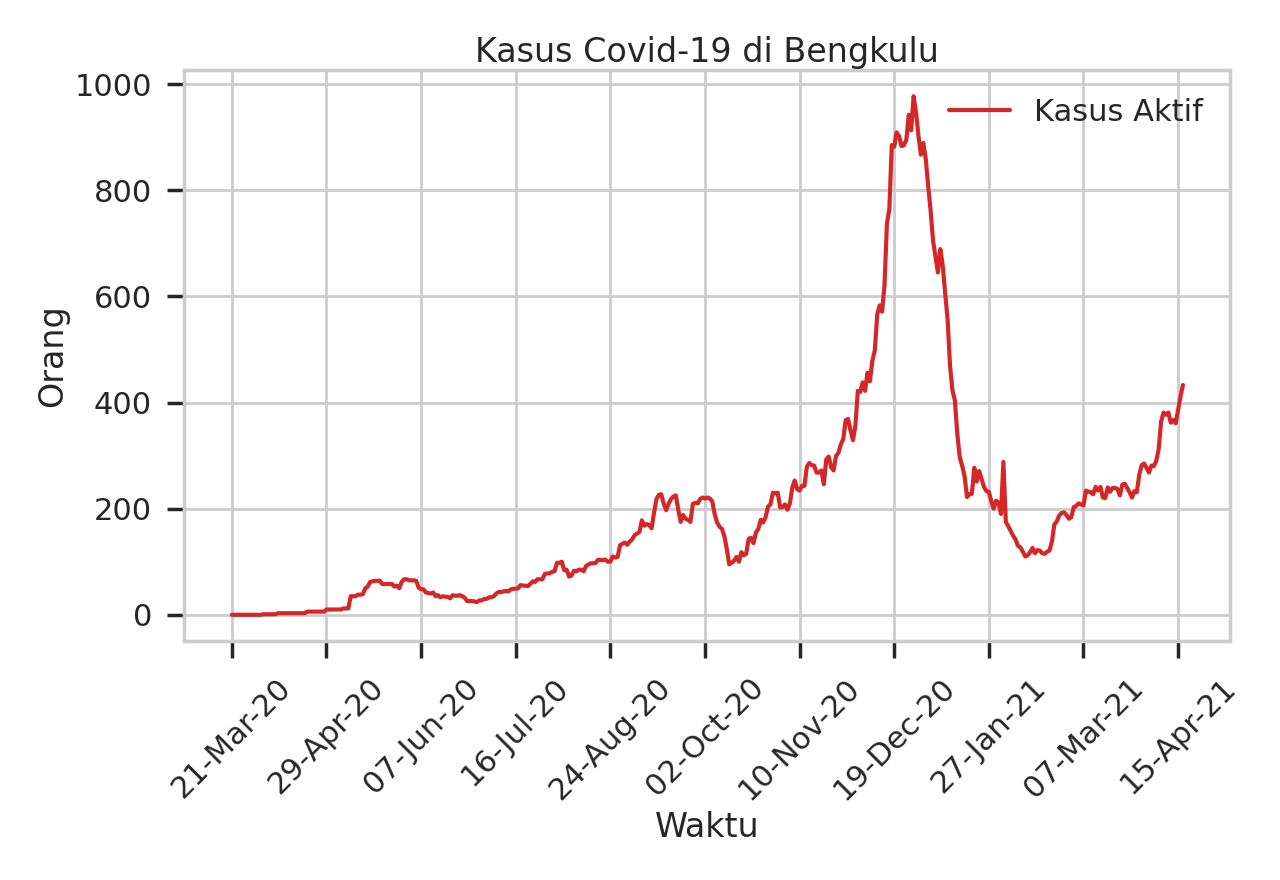 Kasus Covid-19 di Bengkulu
Kasus Aktif
1000
800
600
400
200
0
Orang
21-Mar-20
29-Apr-20
07-Jun-20
16-Jul-20
24-Aug-20
02-Oct-20
10-Nov-20
19-Dec-20
27-Jan-21
07-Mar-21
15-Apr-21
Waktu